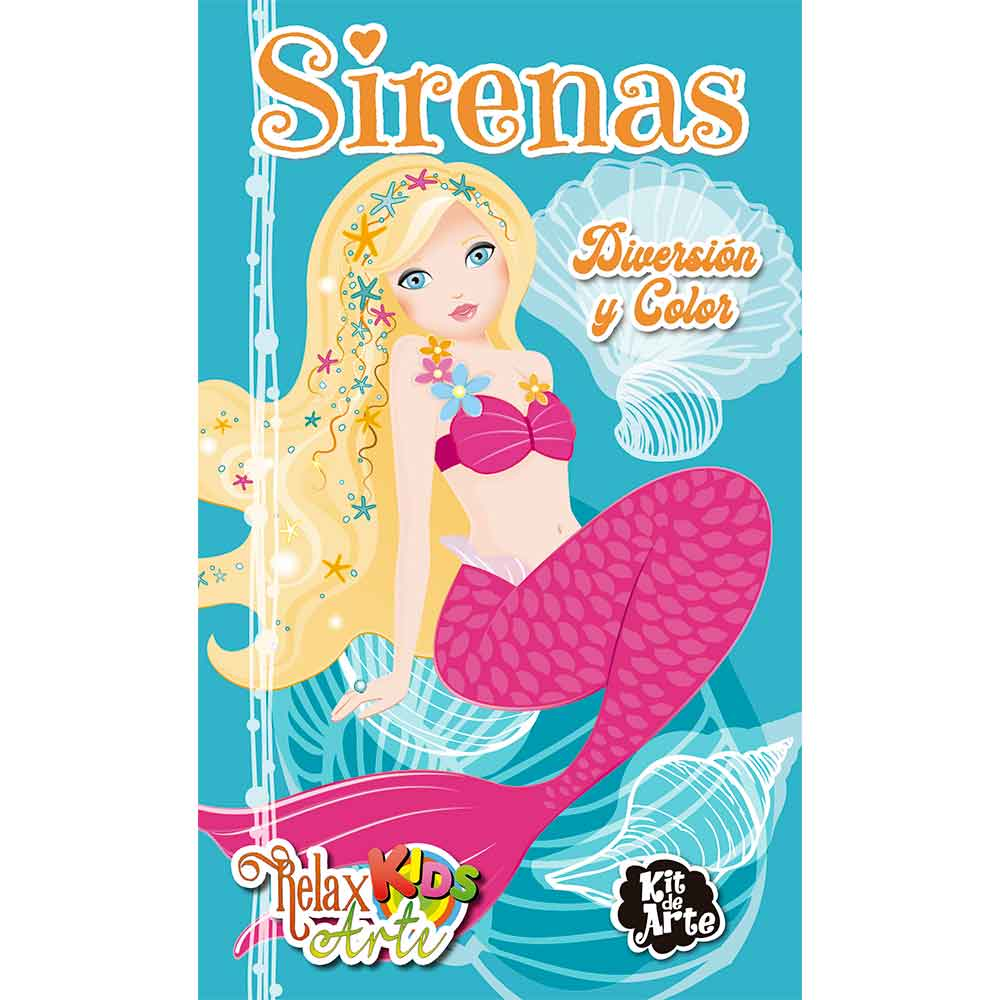 Sirenas
Diversión
y Color
Relax KIDS
Arte
Kit
de
Arte